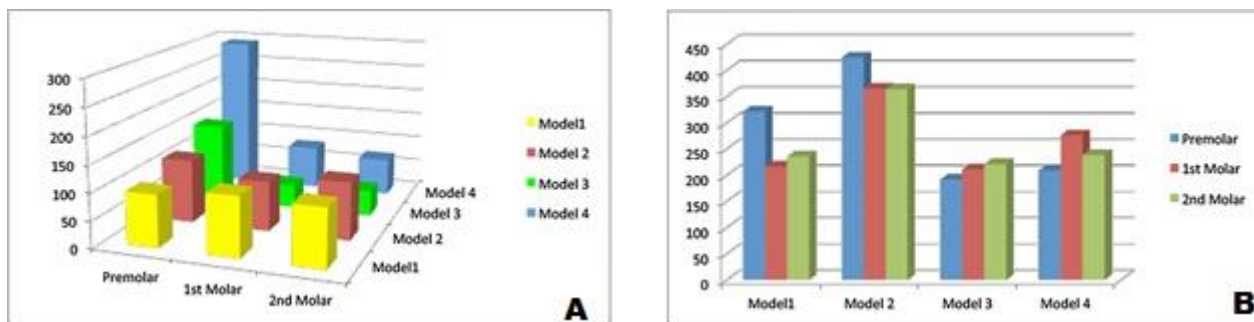 300
250
200
150
100
50
0
Premolar
1st Molar
2nd Molar
Model1
Model 2
Model 3
Model 4
Model1
Model 2
Model 3
Model 4
A
450
400
350
300
250
200
150
100
50
0
Model1 Model 2 Model 3 Model 4
Premolar
1st Molar
2nd Molar
B